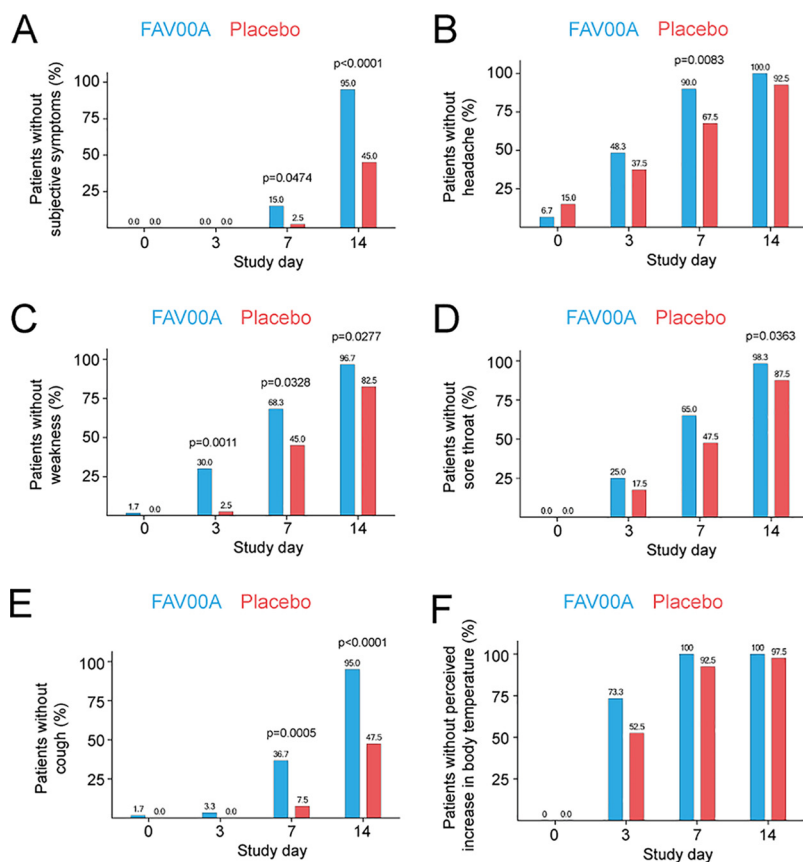 A
FAV00A Placebo
Patients without
subjective symptoms (%)
100
75
50
25
0.0 0.0
0.0 0.0
p=0.0474
15.0
2.5
p<0.0001
95.0
45.0
0 3 7 14
Study day
B
FAV00A Placebo
Patients without
headache (%)
100
75
50
25
6.7
15.0
48.3
37.5
p=0.0083
90.0
67.5
100.0
92.5
0 3 7 14
Study day
C
FAV00A Placebo
Patients without
weakness (%)
100
75
50
25
1.7
0.0
p=0.0011
30.0
2.5
p=0.0328
68.3
45.0
p=0.0277
96.7
82.5
0 3 7 14
Study day
D
FAV00A Placebo
Patients without
sore throat (%)
100
75
50
25
0.0 0.0
25.0
17.5
65.0
47.5
p=0.0363
98.3
87.5
0 3 7 14
Study day
E
FAV00A Placebo
Patients without
cough (%)
100
75
50
25
1.7
0.0
3.3
0.0
p=0.0005
36.7
7.5
p<0.0001
95.0
47.5
0 3 7 14
Study day
F
FAV00A Placebo
Patients without perceived
increase in body temperature (%)
100
75
50
25
0 0.0
73.3
52.5
100
92.5
100
97.5
0 3 7 14
Study day